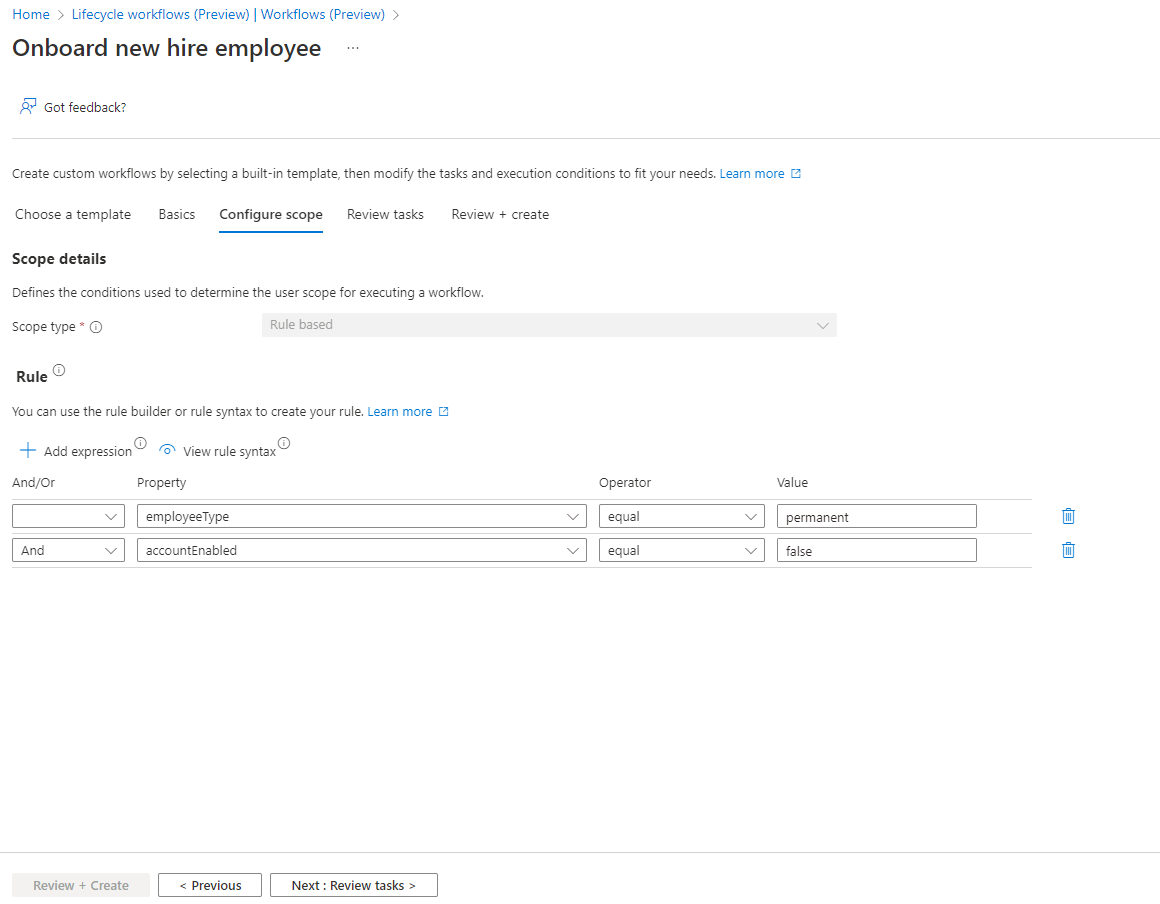 Home > Lifecycle workflows (Preview) | Workflows (Preview) >
Onboard new hire employee ...
Got feedback?
Create custom workflows by selecting a built-in template, then modify the tasks and execution conditions to fit your needs. Learn more
Choose a template Basics Configure scope Review tasks Review + create
Scope details
Defines the conditions used to determine the user scope for executing a workflow.
Scope type * Rule based
Rule
You can use the rule builder or rule syntax to create your rule. Learn more
Add expression View rule syntax
And/Or Property Operator Value
employeeType equal permanent
And accountEnabled equal false
Review + Create < Previous Next : Review tasks >